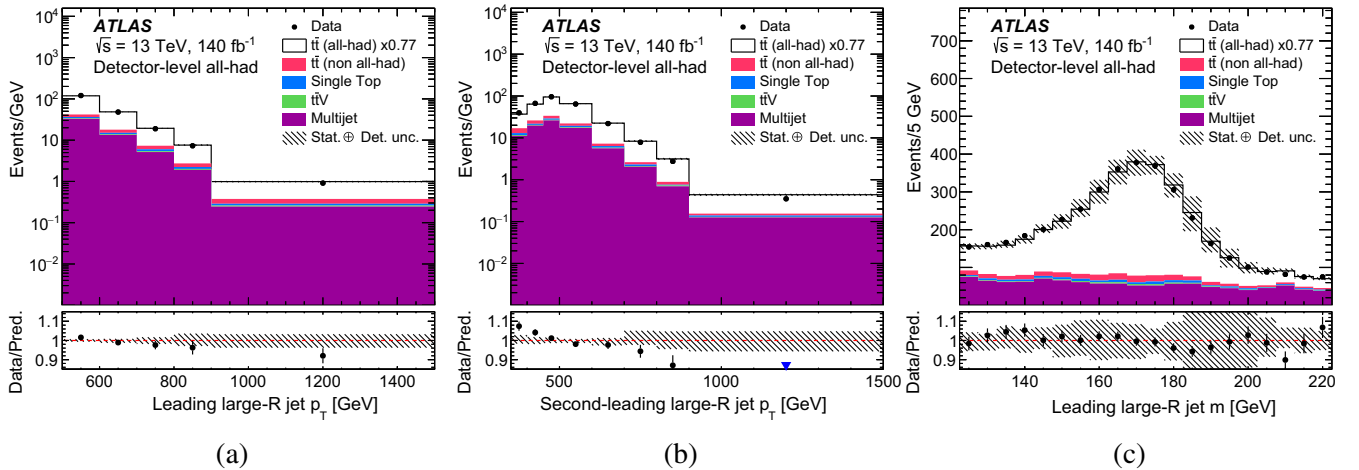 ATLAS
√s = 13 TeV, 140 fb⁻¹
Detector-level all-had
Data
tt̄ (all-had) x0.77
tt̄ (non all-had)
Single Top
tt̄V
Multijet
Stat.⊕ Det. unc.
Events/GeV
10⁴
10³
10²
10
1
10⁻¹
10⁻²
Data/Pred.
1.1
1
0.9
600 800 1000 1200 1400
Leading large-R jet p_T [GeV]
(a)
ATLAS
√s = 13 TeV, 140 fb⁻¹
Detector-level all-had
Data
tt̄ (all-had) x0.77
tt̄ (non all-had)
Single Top
tt̄V
Multijet
Stat.⊕ Det. unc.
Events/GeV
10⁴
10³
10²
10
1
10⁻¹
10⁻²
Data/Pred.
1.1
1
0.9
500 1000 1500
Second-leading large-R jet p_T [GeV]
(b)
ATLAS
√s = 13 TeV, 140 fb⁻¹
Detector-level all-had
Data
tt̄ (all-had) x0.77
tt̄ (non all-had)
Single Top
tt̄V
Multijet
Stat.⊕ Det. unc.
Events/5 GeV
700
600
500
400
300
200
Data/Pred.
1.1
1
0.9
140 160 180 200 220
Leading large-R jet m [GeV]
(c)